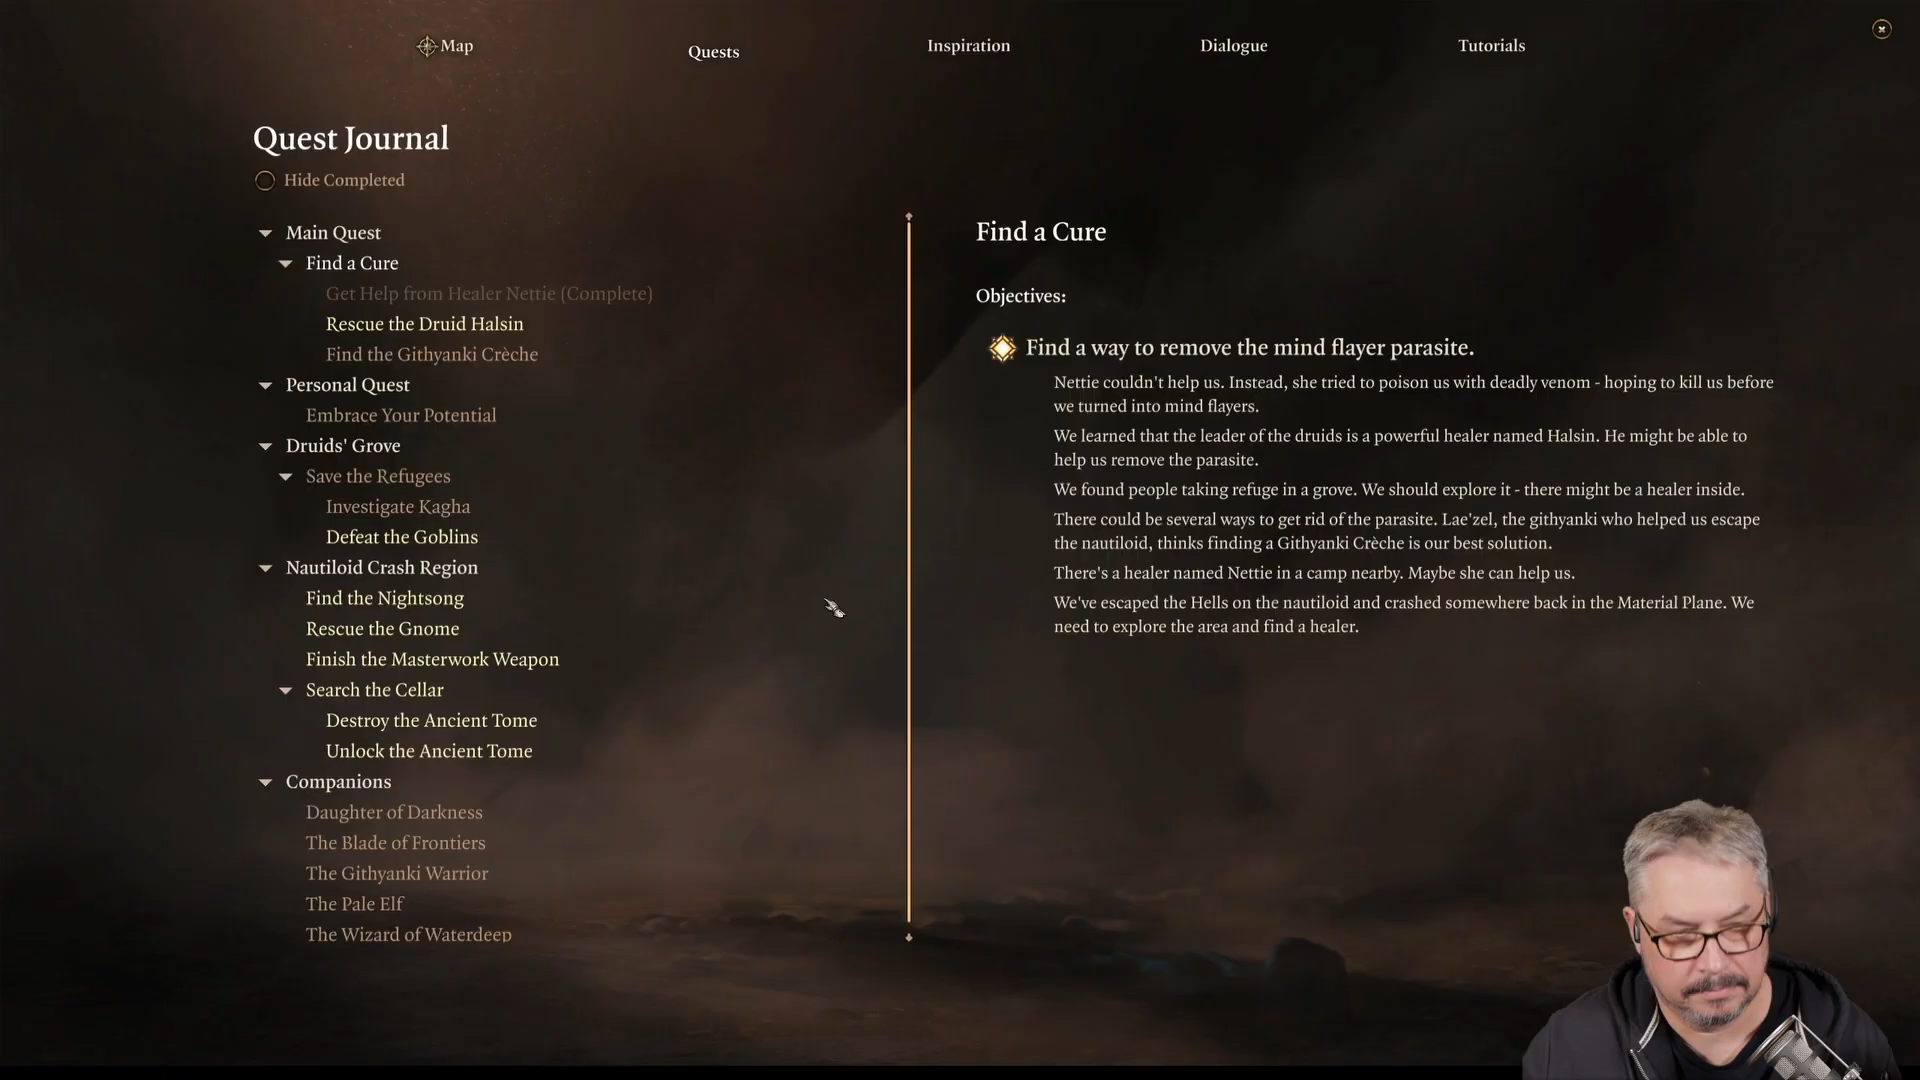 Map
Quests
Inspiration
Dialogue
Tutorials
Quest Journal
Hide Completed
Main Quest
Find a Cure
Get Help from Healer Nettie (Complete)
Rescue the Druid Halsin
Find the Githyanki Crèche
Personal Quest
Embrace Your Potential
Druids' Grove
Save the Refugees
Investigate Kagha
Defeat the Goblins
Nautiloid Crash Region
Find the Nightsong
Rescue the Gnome
Finish the Masterwork Weapon
Search the Cellar
Destroy the Ancient Tome
Unlock the Ancient Tome
Companions
Daughter of Darkness
The Blade of Frontiers
The Githyanki Warrior
The Pale Elf
The Wizard of Waterdeep
Find a Cure
Objectives:
Find a way to remove the mind flayer parasite.
Nettie couldn't help us. Instead, she tried to poison us with deadly venom - hoping to kill us before
we turned into mind flayers.
We learned that the leader of the druids is a powerful healer named Halsin. He might be able to
help us remove the parasite.
We found people taking refuge in a grove. We should explore it - there might be a healer inside.
There could be several ways to get rid of the parasite. Lae'zel, the githyanki who helped us escape
the nautiloid, thinks finding a Githyanki Crèche is our best solution.
There's a healer named Nettie in a camp nearby. Maybe she can help us.
We've escaped the Hells on the nautiloid and crashed somewhere back in the Material Plane. We
need to explore the area and find a healer.